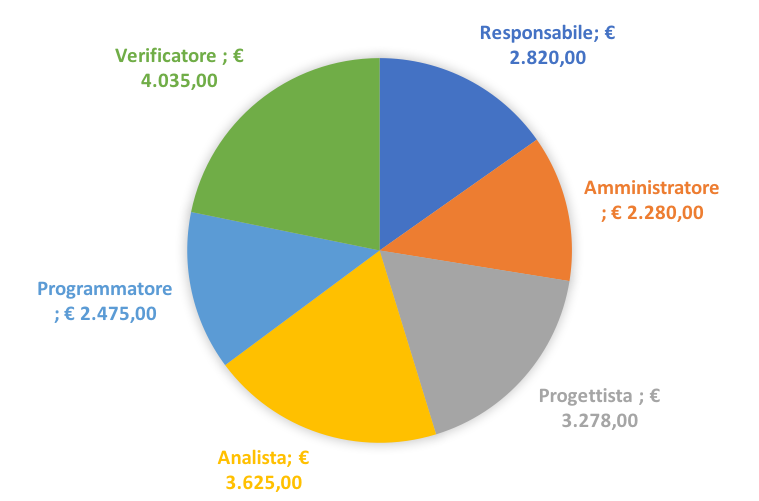 Responsabile; €
2.820,00
Amministratore
; € 2.280,00
Progettista ; €
3.278,00
Analista; €
3.625,00
Programmatore
; € 2.475,00
Verificatore ; €
4.035,00